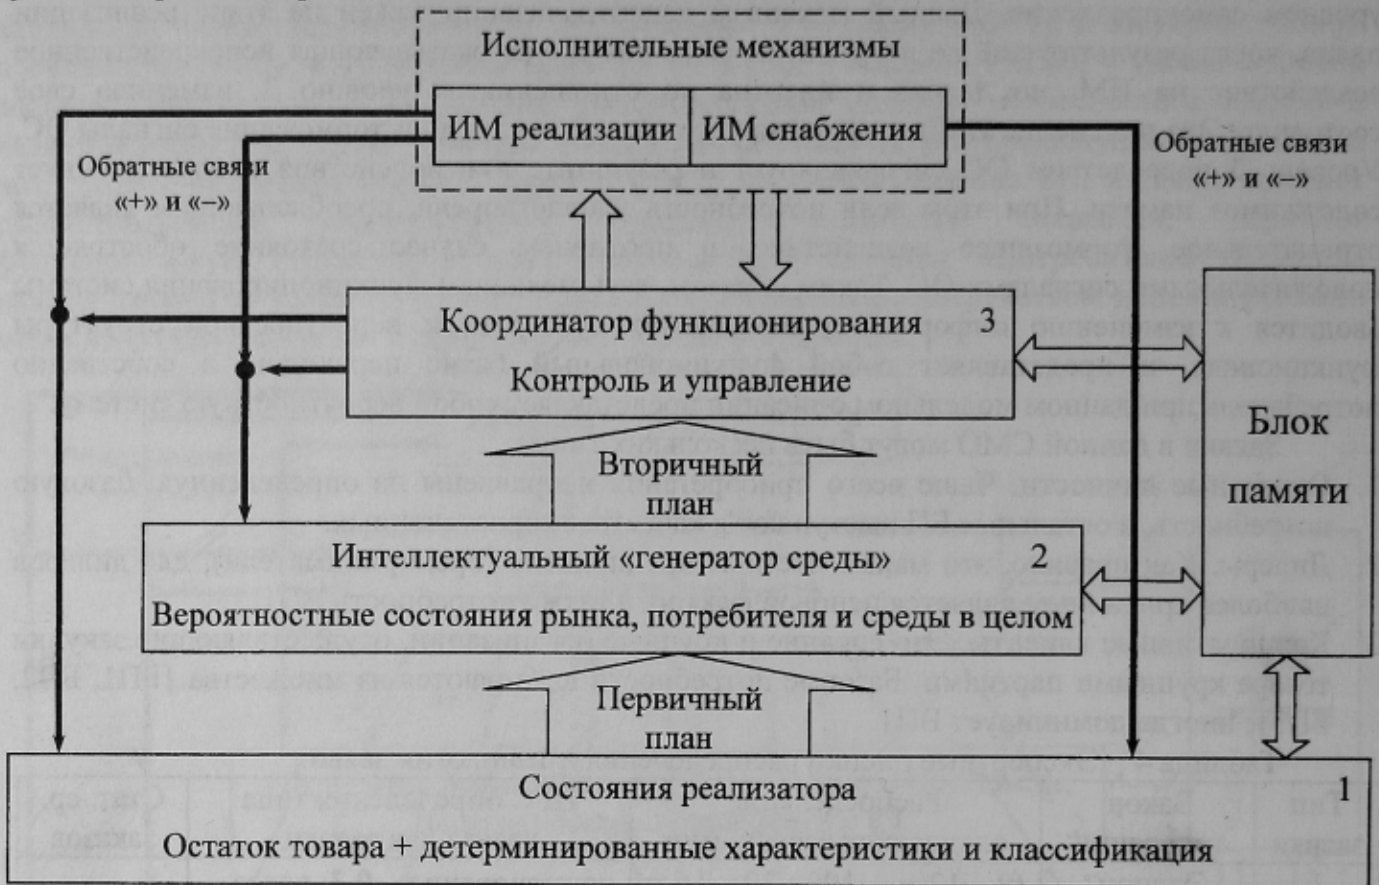 Исполнительные механизмы
ИМ реализации
ИМ снабжения
Обратные связи
«+» и «–»
Обратные связи
«+» и «–»
Координатор функционирования 3
Контроль и управление
Блок
памяти
Вторичный
план
Интеллектуальный «генератор среды» 2
Вероятностные состояния рынка, потребителя и среды в целом
Первичный
план
Состояния реализатора 1
Остаток товара + детерминированные характеристики и классификация